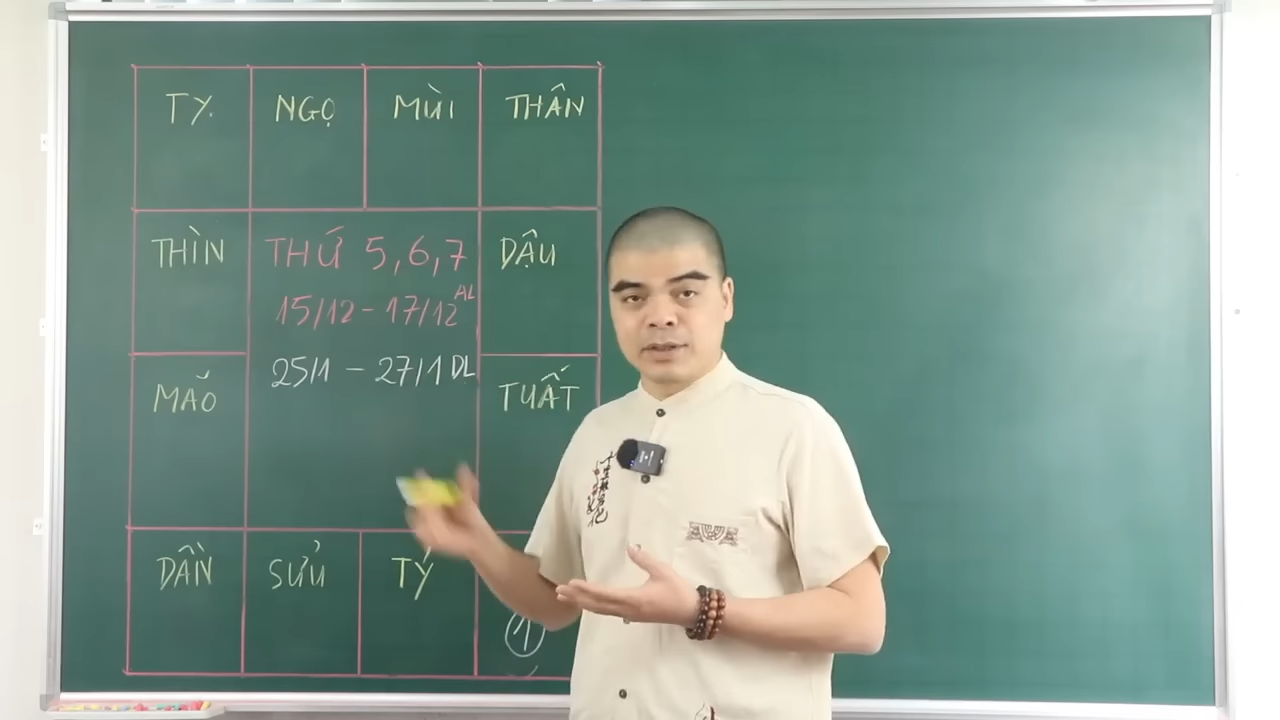 TỴ.
NGỌ
MÙI
THÂN
THÌN
THỨ 5,6,7
DẬU
15/12 - 17/12 AL
25/1 - 27/1 DL
MÃO
TUẤT
DẦN
SỬU
TÝ
1